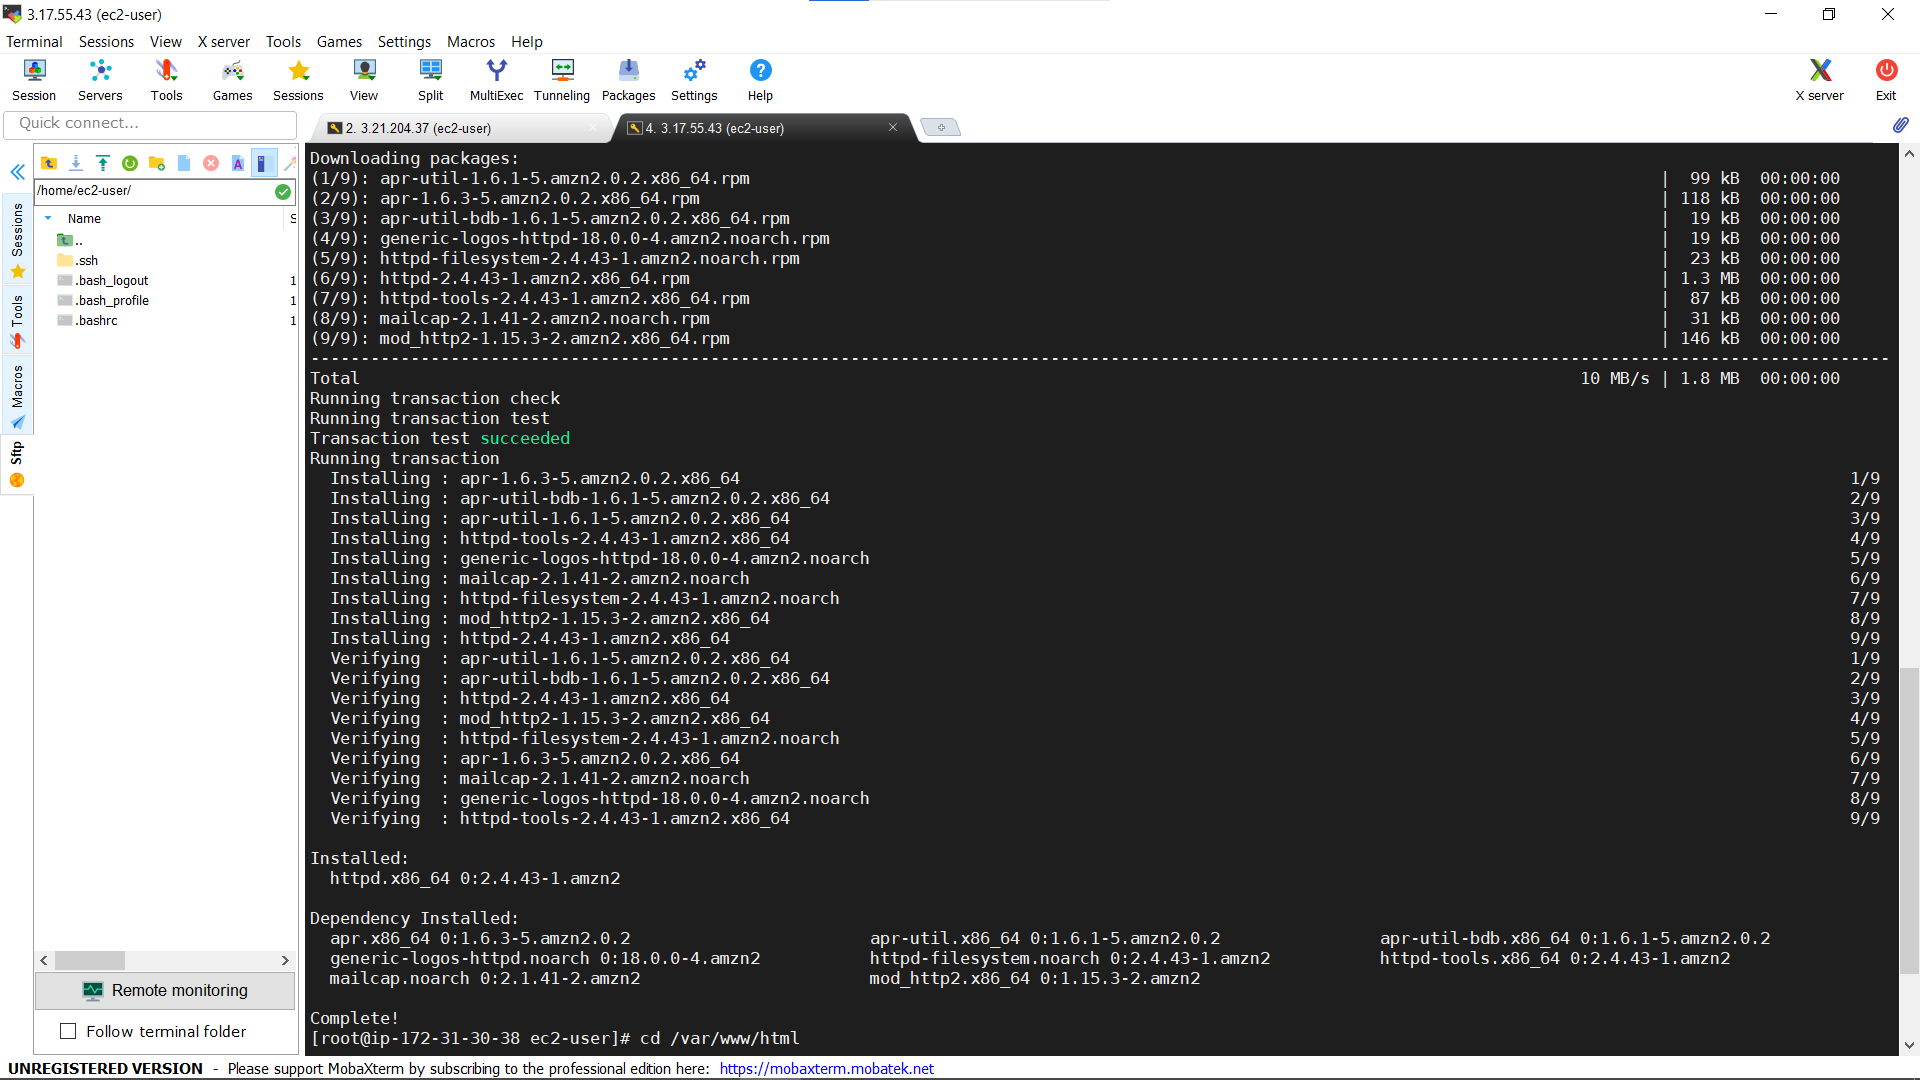 3.17.55.43 (ec2-user)
Terminal Sessions View X server Tools Games Settings Macros Help
Session Servers Tools Games Sessions View Split MultiExec Tunneling Packages Settings Help X server Exit
Quick connect...
2. 3.21.204.37 (ec2-user)
4. 3.17.55.43 (ec2-user)
/home/ec2-user/
Name S
..
.ssh
.bash_logout 1
.bash_profile 1
.bashrc 1
Sessions
Tools
Macros
Sftp
Remote monitoring
Follow terminal folder
Downloading packages:
(1/9): apr-util-1.6.1-5.amzn2.0.2.x86_64.rpm | 99 kB 00:00:00
(2/9): apr-1.6.3-5.amzn2.0.2.x86_64.rpm | 118 kB 00:00:00
(3/9): apr-util-bdb-1.6.1-5.amzn2.0.2.x86_64.rpm | 19 kB 00:00:00
(4/9): generic-logos-httpd-18.0.0-4.amzn2.noarch.rpm | 19 kB 00:00:00
(5/9): httpd-filesystem-2.4.43-1.amzn2.noarch.rpm | 23 kB 00:00:00
(6/9): httpd-2.4.43-1.amzn2.x86_64.rpm | 1.3 MB 00:00:00
(7/9): httpd-tools-2.4.43-1.amzn2.x86_64.rpm | 87 kB 00:00:00
(8/9): mailcap-2.1.41-2.amzn2.noarch.rpm | 31 kB 00:00:00
(9/9): mod_http2-1.15.3-2.amzn2.x86_64.rpm | 146 kB 00:00:00
--------------------------------------------------------------------------------------------------------------------------------------------------------------
Total 10 MB/s | 1.8 MB 00:00:00
Running transaction check
Running transaction test
Transaction test succeeded
Running transaction
Installing : apr-1.6.3-5.amzn2.0.2.x86_64 1/9
Installing : apr-util-bdb-1.6.1-5.amzn2.0.2.x86_64 2/9
Installing : apr-util-1.6.1-5.amzn2.0.2.x86_64 3/9
Installing : httpd-tools-2.4.43-1.amzn2.x86_64 4/9
Installing : generic-logos-httpd-18.0.0-4.amzn2.noarch 5/9
Installing : mailcap-2.1.41-2.amzn2.noarch 6/9
Installing : httpd-filesystem-2.4.43-1.amzn2.noarch 7/9
Installing : mod_http2-1.15.3-2.amzn2.x86_64 8/9
Installing : httpd-2.4.43-1.amzn2.x86_64 9/9
Verifying : apr-util-1.6.1-5.amzn2.0.2.x86_64 1/9
Verifying : apr-util-bdb-1.6.1-5.amzn2.0.2.x86_64 2/9
Verifying : httpd-2.4.43-1.amzn2.x86_64 3/9
Verifying : mod_http2-1.15.3-2.amzn2.x86_64 4/9
Verifying : httpd-filesystem-2.4.43-1.amzn2.noarch 5/9
Verifying : apr-1.6.3-5.amzn2.0.2.x86_64 6/9
Verifying : mailcap-2.1.41-2.amzn2.noarch 7/9
Verifying : generic-logos-httpd-18.0.0-4.amzn2.noarch 8/9
Verifying : httpd-tools-2.4.43-1.amzn2.x86_64 9/9
Installed:
httpd.x86_64 0:2.4.43-1.amzn2
Dependency Installed:
apr.x86_64 0:1.6.3-5.amzn2.0.2 apr-util.x86_64 0:1.6.1-5.amzn2.0.2 apr-util-bdb.x86_64 0:1.6.1-5.amzn2.0.2
generic-logos-httpd.noarch 0:18.0.0-4.amzn2 httpd-filesystem.noarch 0:2.4.43-1.amzn2 httpd-tools.x86_64 0:2.4.43-1.amzn2
mailcap.noarch 0:2.1.41-2.amzn2 mod_http2.x86_64 0:1.15.3-2.amzn2
Complete!
[root@ip-172-31-30-38 ec2-user]# cd /var/www/html
UNREGISTERED VERSION - Please support MobaXterm by subscribing to the professional edition here: https://mobaxterm.mobatek.net